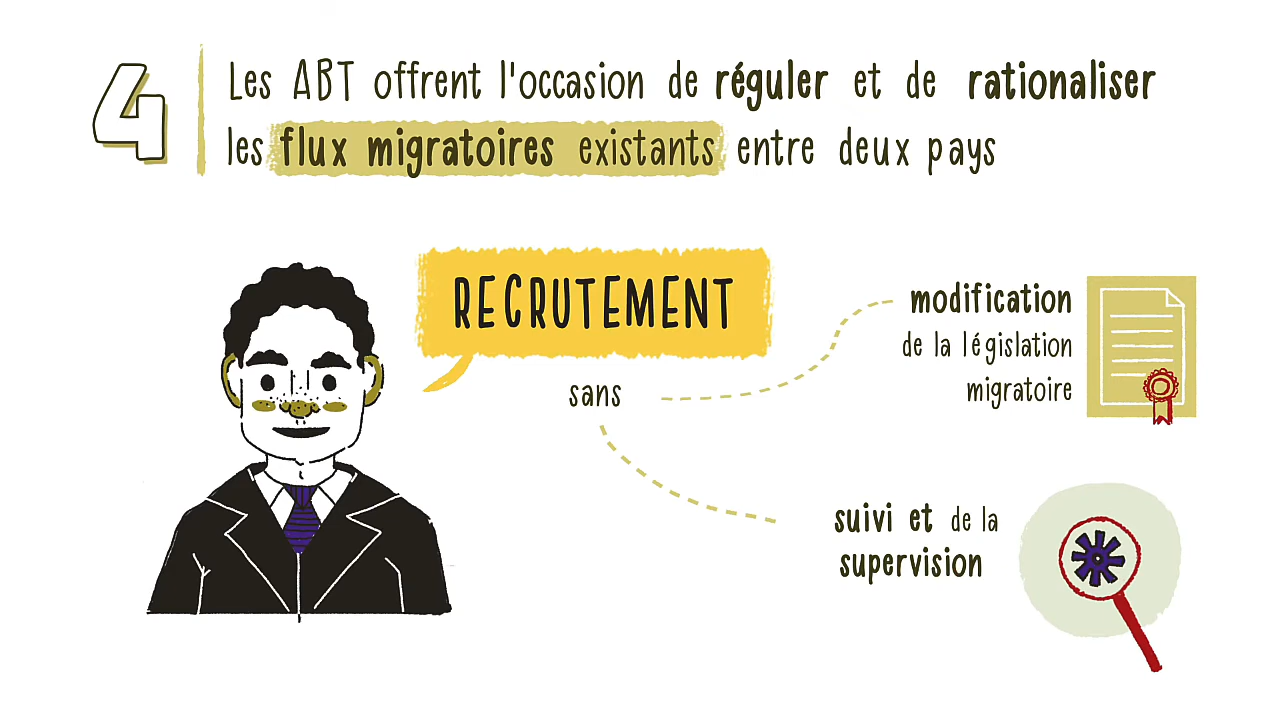 4
Les ABT offrent l'occasion de réguler et de rationaliser
les flux migratoires existants entre deux pays
RECRUTEMENT
sans
modification
de la législation
migratoire
suivi et de la
supervision